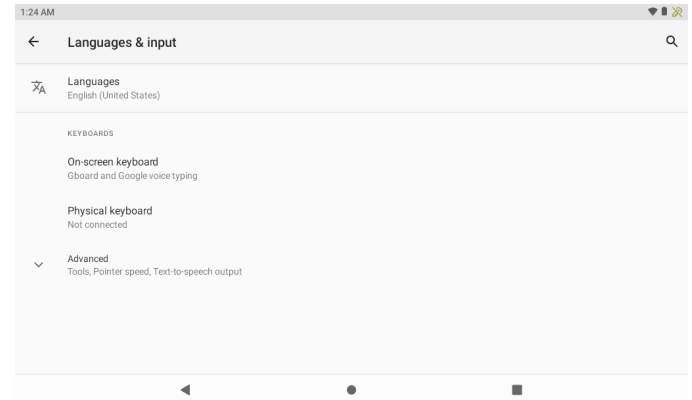 1:24 AM
Languages & input
Languages
English (United States)
KEYBOARDS
On-screen keyboard
Gboard and Google voice typing
Physical keyboard
Not connected
Advanced
Tools, Pointer speed, Text-to-speech output